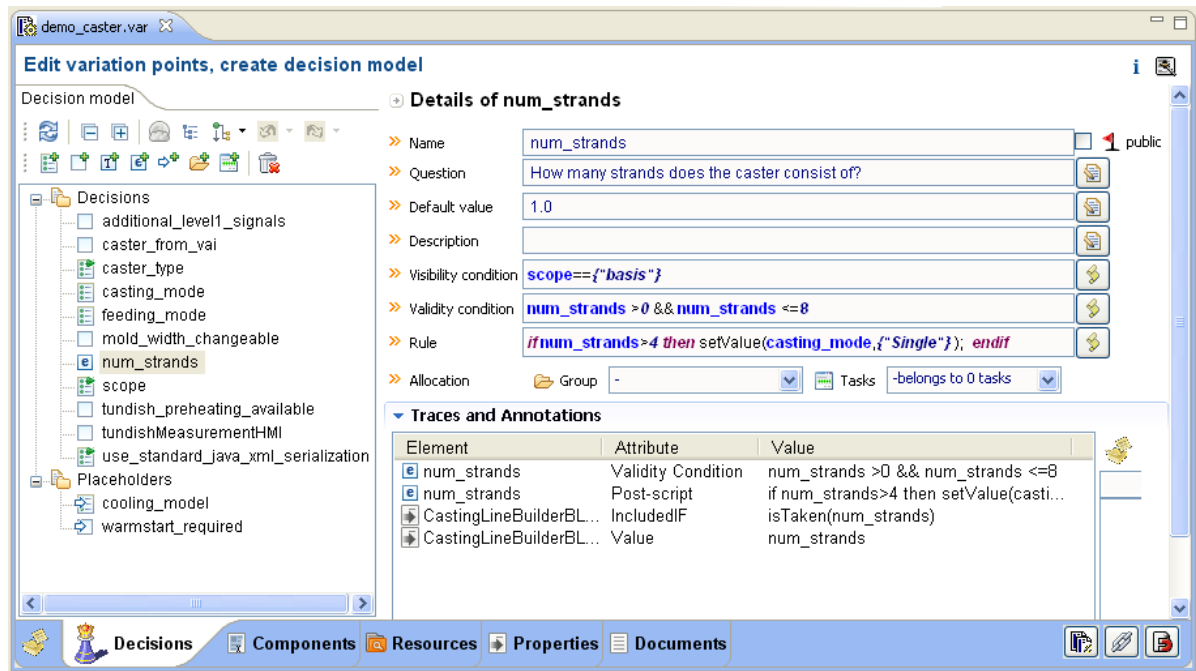 demo_caster.var
Edit variation points, create decision model
Decision model
Decisions
additional_level1_signals
caster_from_vai
caster_type
casting_mode
feeding_mode
mold_width_changeable
num_strands
scope
tundish_preheating_available
tundishMeasurementHMI
use_standard_java_xml_serialization
Placeholders
cooling_model
warmstart_required
Details of num_strands
Name num_strands public
Question How many strands does the caster consist of?
Default value 1.0
Description
Visibility condition scope=={"basis"}
Validity condition num_strands >0 && num_strands <=8
Rule if num_strands>4 then setValue(casting_mode,{"Single"}); endif
Allocation Group - Tasks -belongs to 0 tasks
Traces and Annotations
Element Attribute Value
num_strands Validity Condition num_strands >0 && num_strands <=8
num_strands Post-script if num_strands>4 then setValue(casti...
CastingLineBuilderBL... IncludedIF isTaken(num_strands)
CastingLineBuilderBL... Value num_strands
Decisions Components Resources Properties Documents